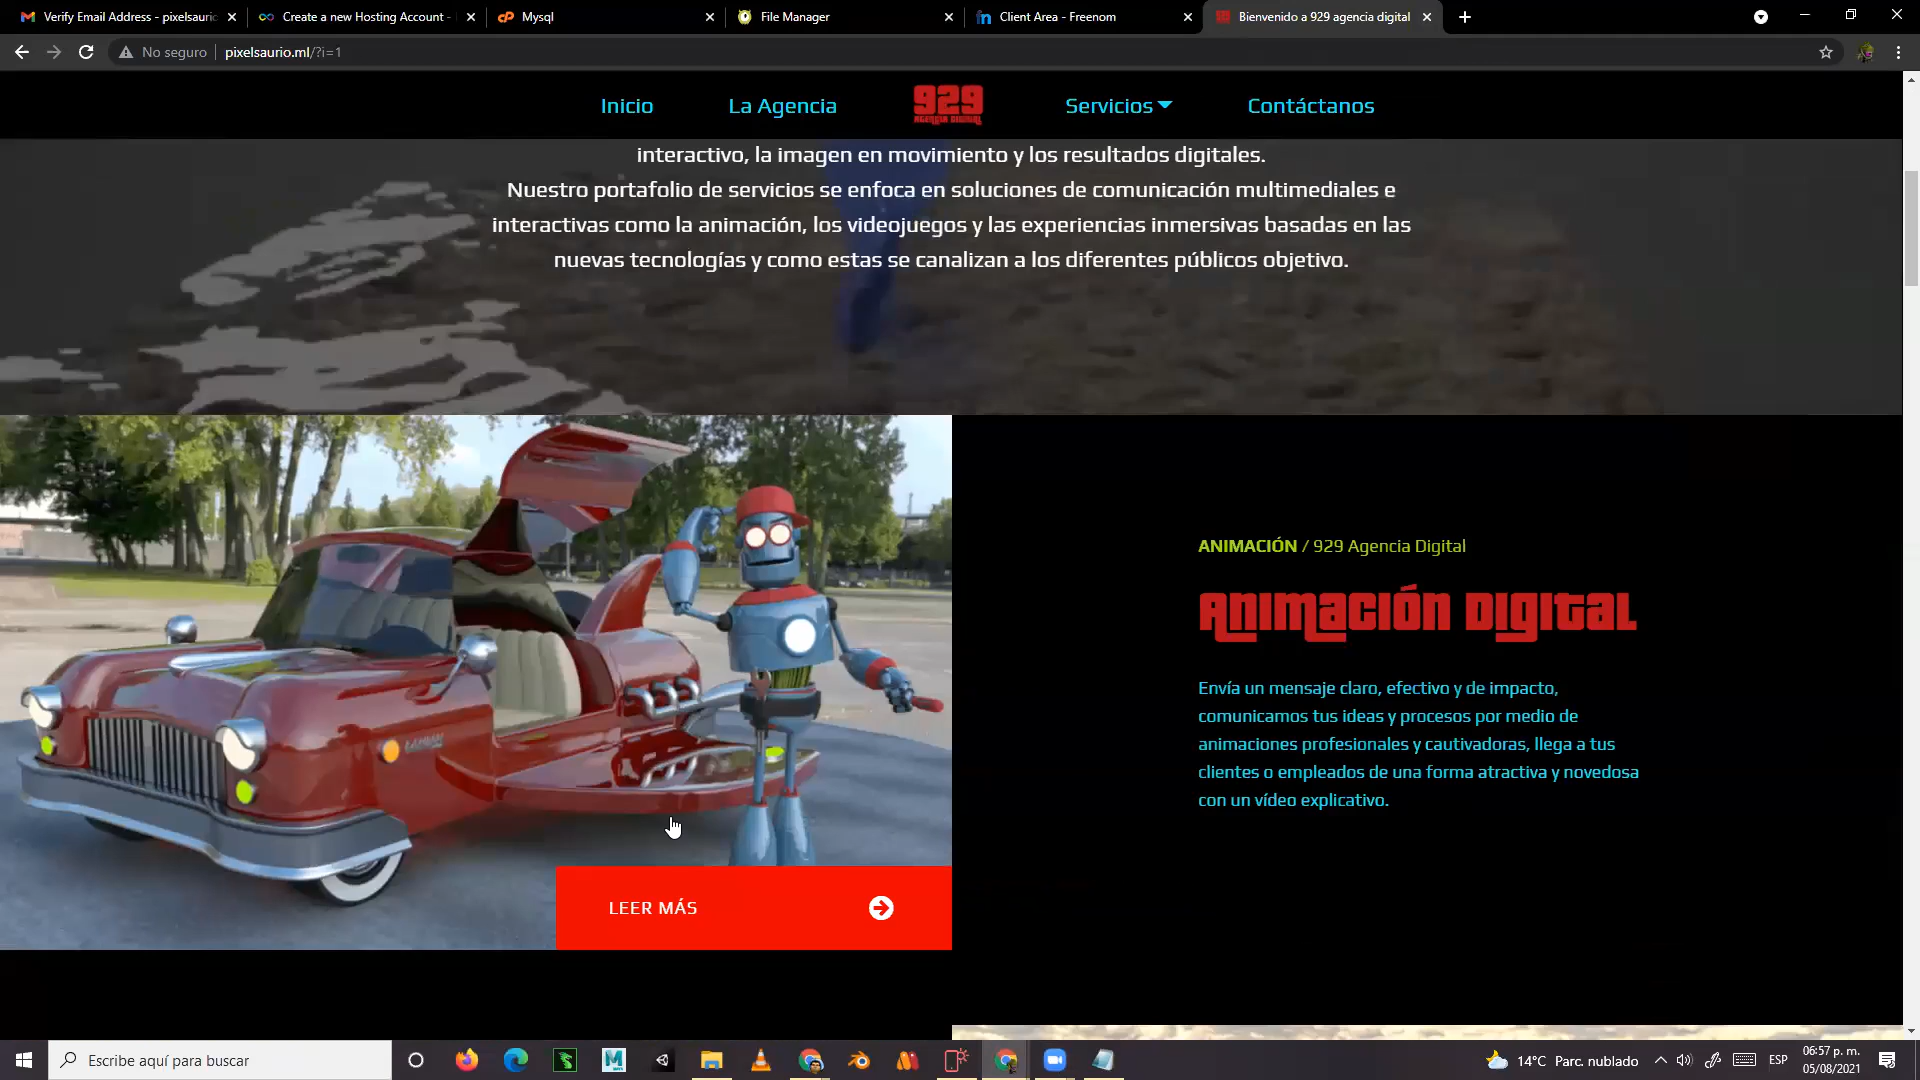 Verify Email Address - pixelsaurio
Create a new Hosting Account -
Mysql
File Manager
Client Area - Freenom
Bienvenido a 929 agencia digital
No seguro
pixelsaurio.ml/?i=1
Inicio
La Agencia
929
AGENCIA DIGITAL
Servicios
Contáctanos
interactivo, la imagen en movimiento y los resultados digitales.
Nuestro portafolio de servicios se enfoca en soluciones de comunicación multimediales e
interactivas como la animación, los videojuegos y las experiencias inmersivas basadas en las
nuevas tecnologías y como estas se canalizan a los diferentes públicos objetivo.
ANIMACIÓN / 929 Agencia Digital
Animación Digital
Envía un mensaje claro, efectivo y de impacto,
comunicamos tus ideas y procesos por medio de
animaciones profesionales y cautivadoras, llega a tus
clientes o empleados de una forma atractiva y novedosa
con un vídeo explicativo.
LEER MÁS
Escribe aquí para buscar
14°C Parc. nublado
ESP
06:57 p. m.
05/08/2021